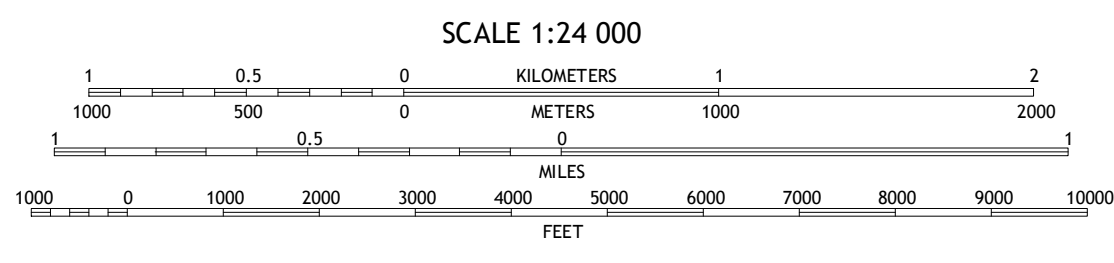 SCALE 1:24 000
1 0.5 0 KILOMETERS 1 2
1000 500 0 METERS 1000 2000
1 0.5 0 1
MILES
1000 0 1000 2000 3000 4000 5000 6000 7000 8000 9000 10000
FEET